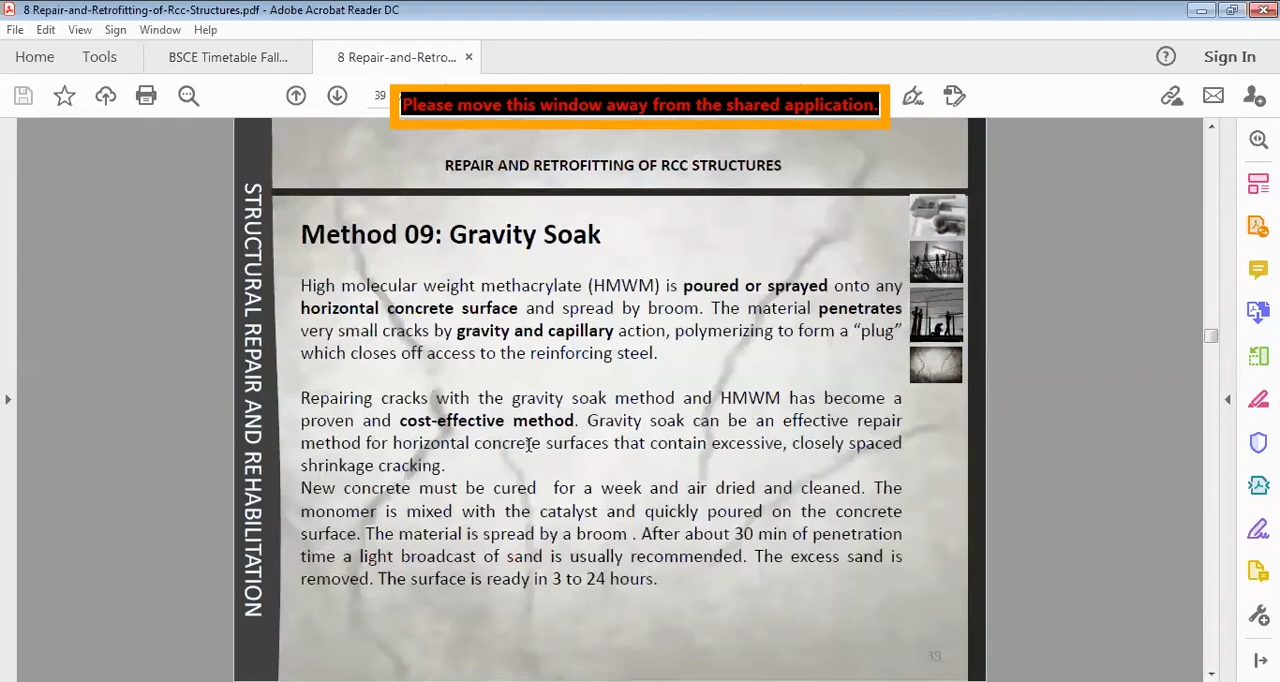 8 Repair-and-Retrofitting-of-Rcc-Structures.pdf - Adobe Acrobat Reader DC
File Edit View Sign Window Help
Home Tools BSCE Timetable Fall... 8 Repair-and-Retro... × Sign In
39 Please move this window away from the shared application.
REPAIR AND RETROFITTING OF RCC STRUCTURES
STRUCTURAL REPAIR AND REHABILITATION
Method 09: Gravity Soak
High molecular weight methacrylate (HMWM) is poured or sprayed onto any
horizontal concrete surface and spread by broom. The material penetrates
very small cracks by gravity and capillary action, polymerizing to form a “plug”
which closes off access to the reinforcing steel.
Repairing cracks with the gravity soak method and HMWM has become a
proven and cost-effective method. Gravity soak can be an effective repair
method for horizontal concrete surfaces that contain excessive, closely spaced
shrinkage cracking.
New concrete must be cured for a week and air dried and cleaned. The
monomer is mixed with the catalyst and quickly poured on the concrete
surface. The material is spread by a broom . After about 30 min of penetration
time a light broadcast of sand is usually recommended. The excess sand is
removed. The surface is ready in 3 to 24 hours.